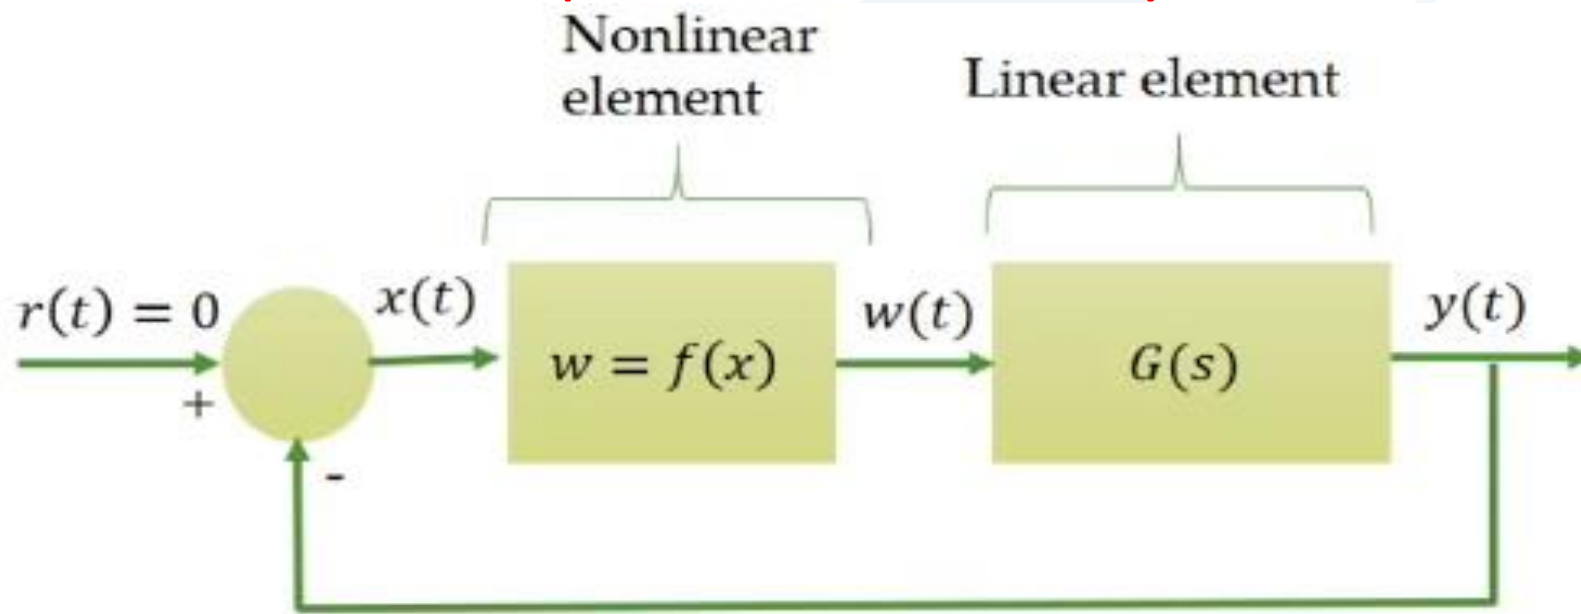 Nonlinear
element
Linear element
r(t) = 0
x(t)
w = f(x)
w(t)
G(s)
y(t)
+
-